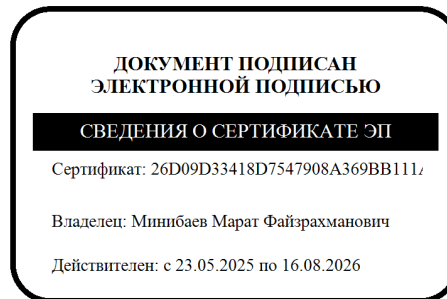 ДОКУМЕНТ ПОДПИСАН
ЭЛЕКТРОННОЙ ПОДПИСЬЮ
СВЕДЕНИЯ О СЕРТИФИКАТЕ ЭП
Сертификат: 26D09D33418D7547908A369BB111
Владелец: Минибаев Марат Файзрахманович
Действителен: с 23.05.2025 по 16.08.2026